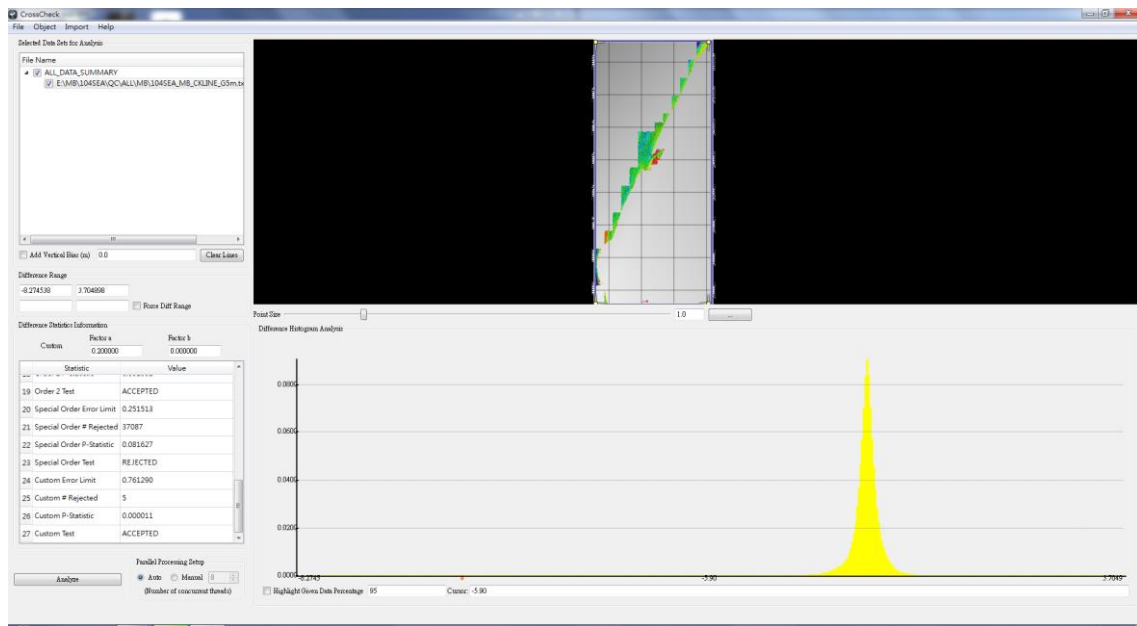 CrossCheck
File Object Import Help
Selected Data Sets for Analysis
File Name
ALL_DATA_SUMMARY
E:\MB\104SEA\QC\ALL\MB\104SEA_MB_CKLINE_G5m.tx
Add Vertical Bias (m) 0.0 Clear Lines
Difference Range
-8.274538 3.704898
Force Diff Range
Difference Statistics Information
Factor a Factor b
Custom 0.200000 0.000000
Statistic Value
19 Order 2 Test ACCEPTED
20 Special Order Error Limit 0.251513
21 Special Order # Rejected 37087
22 Special Order P-Statistic 0.081627
23 Special Order Test REJECTED
24 Custom Error Limit 0.761290
25 Custom # Rejected 5
26 Custom P-Statistic 0.000011
27 Custom Test ACCEPTED
Parallel Processing Setup
Analyze Auto Manual 8
(Number of concurrent threads)
Point Size 1.0 ...
Difference Histogram Analysis
0.0800
0.0600
0.0400
0.0200
0.0000
-8.2745 -5.90 3.7049
Highlight Given Data Percentage 95 Cursor: -5.90